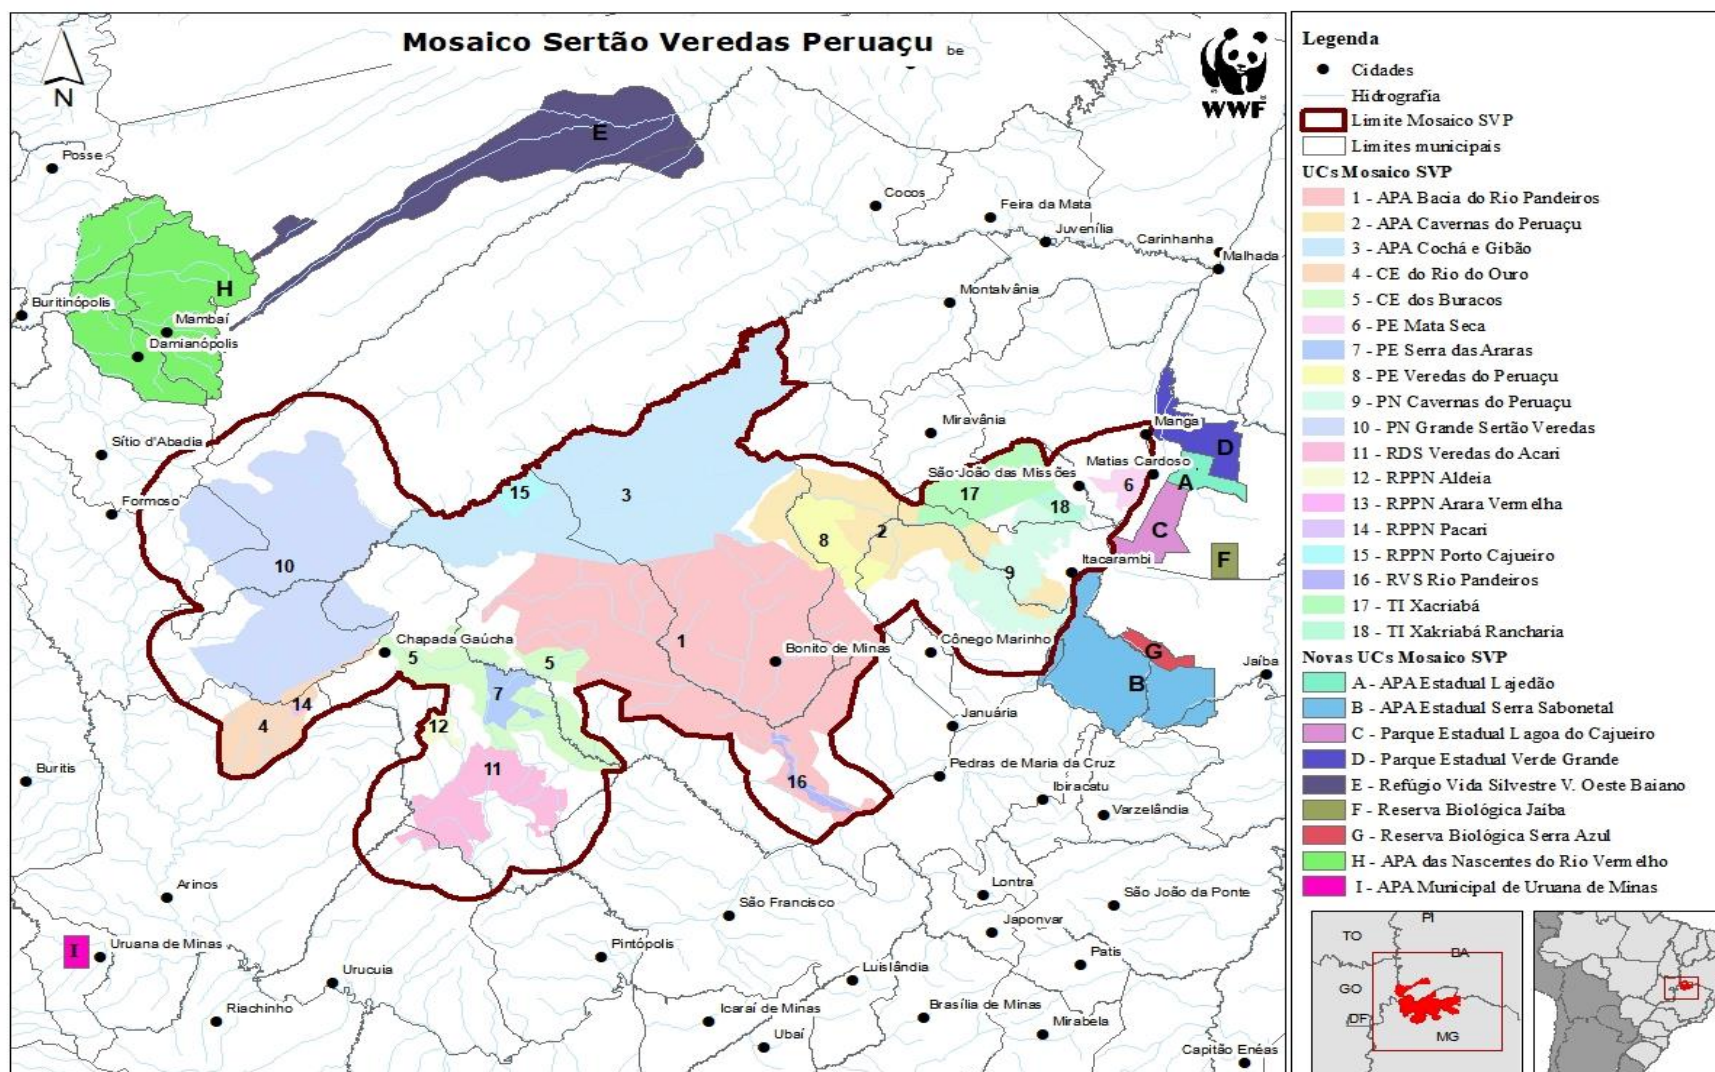 Mosaico Sertão Veredas Peruaçu
be
N
WWF
E
Posse
Cocos
Feira da Mata
Juvenília
Carinhanha
Malhada
H
Buritinópolis
Mambaí
Damianópolis
Montalvânia
Miravânia
Manga
Sítio d'Abadia
D
São João das Missões
Matias Cardoso
15
3
17
6
A
Formoso
18
2
C
8
F
10
9
Itacarambi
Chapada Gaúcha
5
5
1
Bonito de Minas
Cônego Marinho
G
Jaíba
7
B
14
4
12
Januária
11
16
Buritis
Pedras de Maria da Cruz
Ibiracatu
Varzelândia
Arinos
Lontra
São João da Ponte
São Francisco
Japonvar
I
Uruana de Minas
Pintópolis
Patis
Urucuia
Luislândia
Riachinho
Icaraí de Minas
Brasília de Minas
Ubaí
Mirabela
Capitão Enéas
Legenda
Cidades
Hidrografia
Limite Mosaico SVP
Limites municipais
UCs Mosaico SVP
1 - APA Bacia do Rio Pandeiros
2 - APA Cavernas do Peruaçu
3 - APA Cochá e Gibão
4 - CE do Rio do Ouro
5 - CE dos Buracos
6 - PE Mata Seca
7 - PE Serra das Araras
8 - PE Veredas do Peruaçu
9 - PN Cavernas do Peruaçu
10 - PN Grande Sertão Veredas
11 - RDS Veredas do Acari
12 - RPPN Aldeia
13 - RPPN Arara Vermelha
14 - RPPN Pacari
15 - RPPN Porto Cajueiro
16 - RVS Rio Pandeiros
17 - TI Xacriabá
18 - TI Xakriabá Rancharia
Novas UCs Mosaico SVP
A - APA Estadual Lajedão
B - APA Estadual Serra Sabonetal
C - Parque Estadual Lagoa do Cajueiro
D - Parque Estadual Verde Grande
E - Refúgio Vida Silvestre V. Oeste Baiano
F - Reserva Biológica Jaíba
G - Reserva Biológica Serra Azul
H - APA das Nascentes do Rio Vermelho
I - APA Municipal de Uruana de Minas
PI
TO
BA
GO
DF
MG